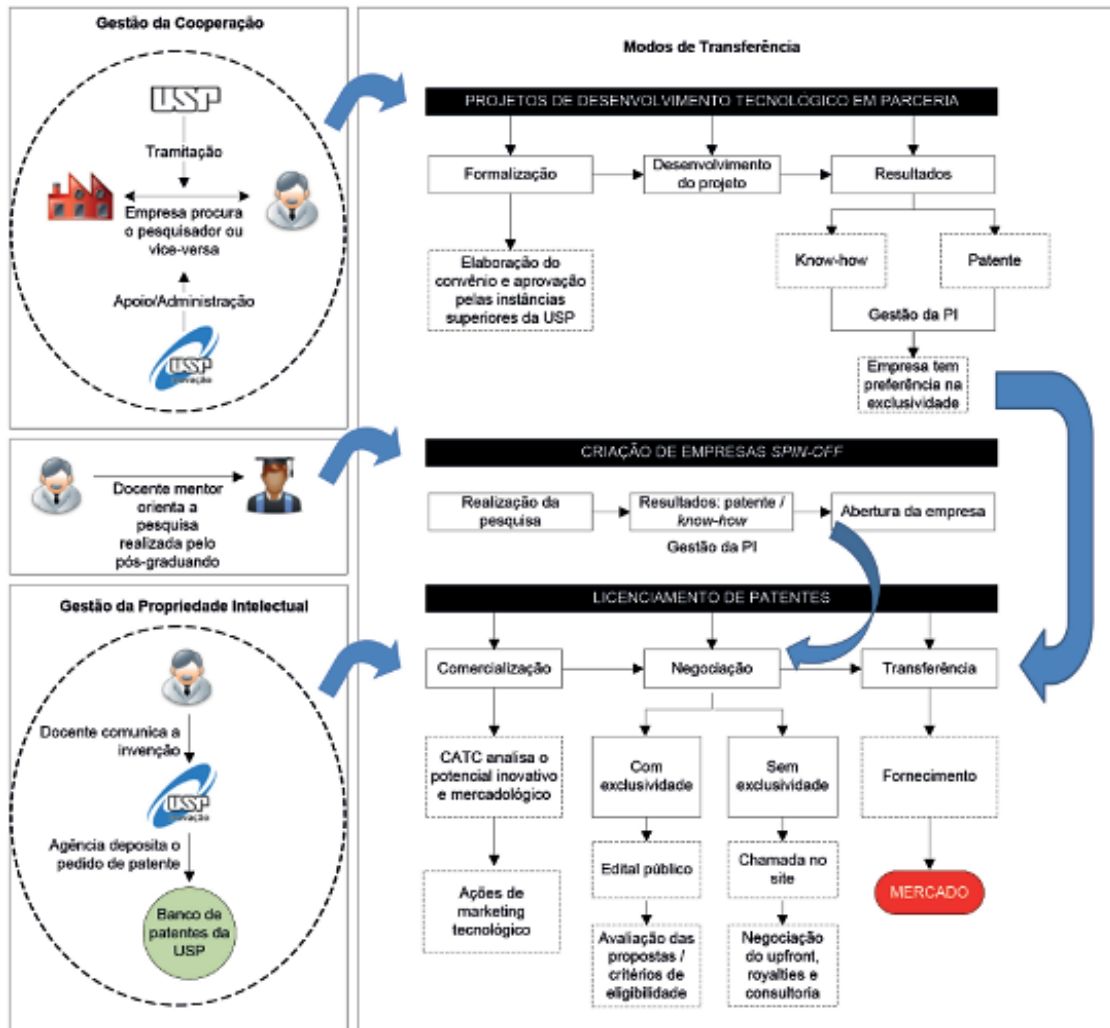 Gestão da Cooperação
USP
Tramitação
Empresa procura
o pesquisador ou
vice-versa
Apoio/Administração
USP
inovação
Docente mentor
orienta a
pesquisa
realizada pelo
pós-graduando
Gestão da Propriedade Intelectual
Docente comunica a
invenção
USP
inovação
Agência deposita o
pedido de patente
Banco de
patentes da
USP
Modos de Transferência
PROJETOS DE DESENVOLVIMENTO TECNOLÓGICO EM PARCERIA
Formalização
Desenvolvimento
do projeto
Resultados
Elaboração do
convênio e aprovação
pelas instâncias
superiores da USP
Know-how
Patente
Gestão da PI
Empresa tem
preferência na
exclusividade
CRIAÇÃO DE EMPRESAS SPIN-OFF
Realização da
pesquisa
Resultados: patente /
know-how
Abertura da empresa
Gestão da PI
LICENCIAMENTO DE PATENTES
Comercialização
Negociação
Transferência
CATC analisa o
potencial inovativo
e mercadológico
Com
exclusividade
Sem
exclusividade
Fornecimento
Ações de
marketing
tecnológico
Edital público
Chamada no
site
MERCADO
Avaliação das
propostas /
critérios de
eligibilidade
Negociação
do upfront,
royalties e
consultoria